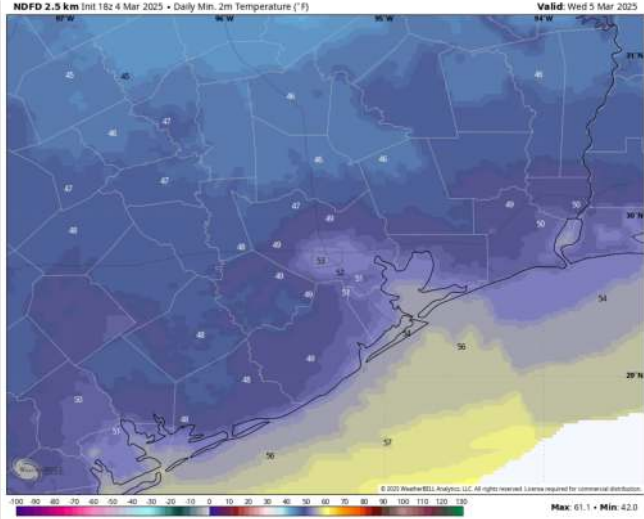 NDFD 2.5 km Init 18z 4 Mar 2025 • Daily Min. 2m Temperature (°F)
Valid: Wed 5 Mar 2025
97°W 96°W 95°W 94°W
31°N
45 45 46
46
47
46
46 46
47
47
47 49 49 50
30°N
50
48 48 49
53
48 52 51
49 53
54
54
48 56
49
29°N
48
50
48
51
57
56
WeatherBELL
© 2025 WeatherBELL Analytics, LLC. All rights reserved. License required for commercial distribution.
-100 -90 -80 -70 -60 -50 -40 -30 -20 -10 0 10 20 30 40 50 60 70 80 90 100 110 120 130
Max: 61.1 • Min: 42.0